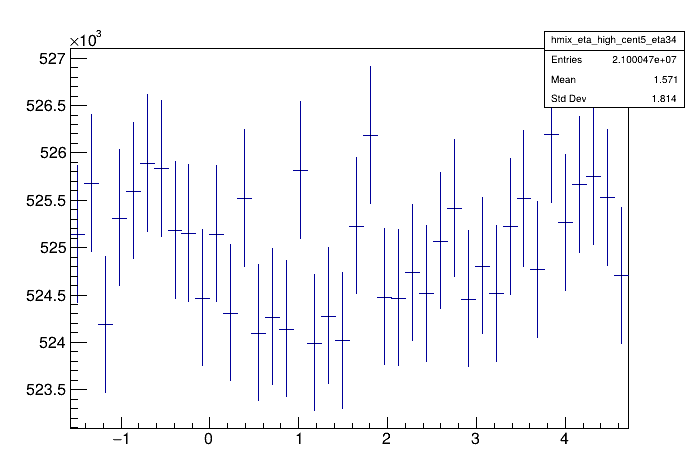 ×10³
hmix_eta_high_cent5_eta34
Entries 2.100047e+07
Mean 1.571
Std Dev 1.814
527
526.5
526
525.5
525
524.5
524
523.5
−1 0 1 2 3 4